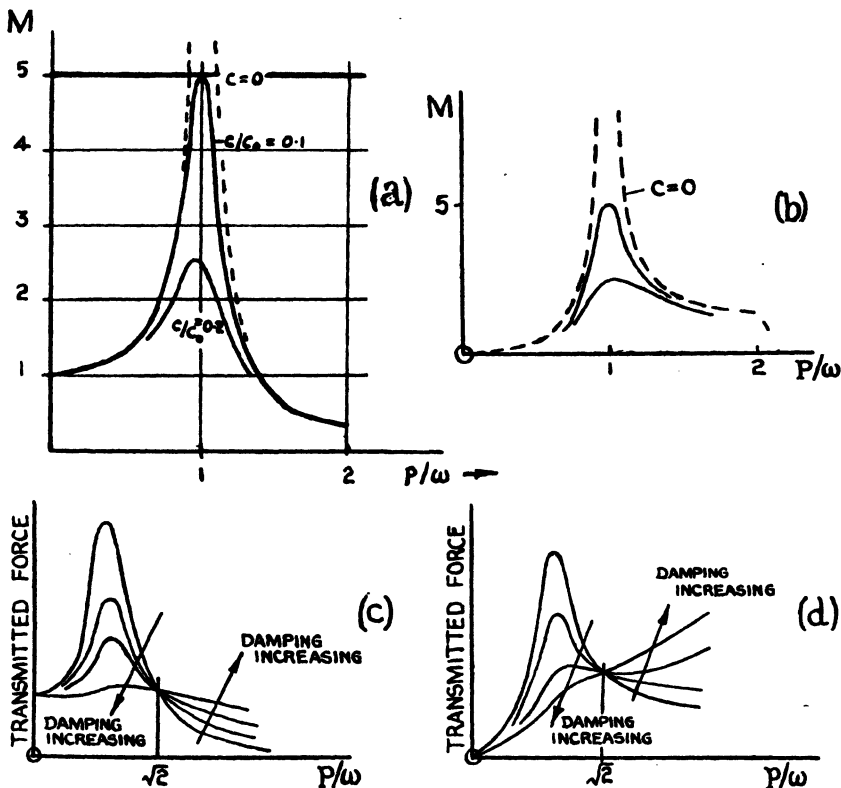 M
5
4
3
2
1
C=0
C/C₀ = 0.1
C/C₀ = 0.2
(a)
1
2
P/ω
M
5
C=0
(b)
1
2
P/ω
TRANSMITTED FORCE
(c)
DAMPING
INCREASING
DAMPING
INCREASING
√2
P/ω
TRANSMITTED FORCE
DAMPING
INCREASING
(d)
DAMPING
INCREASING
√2
P/ω